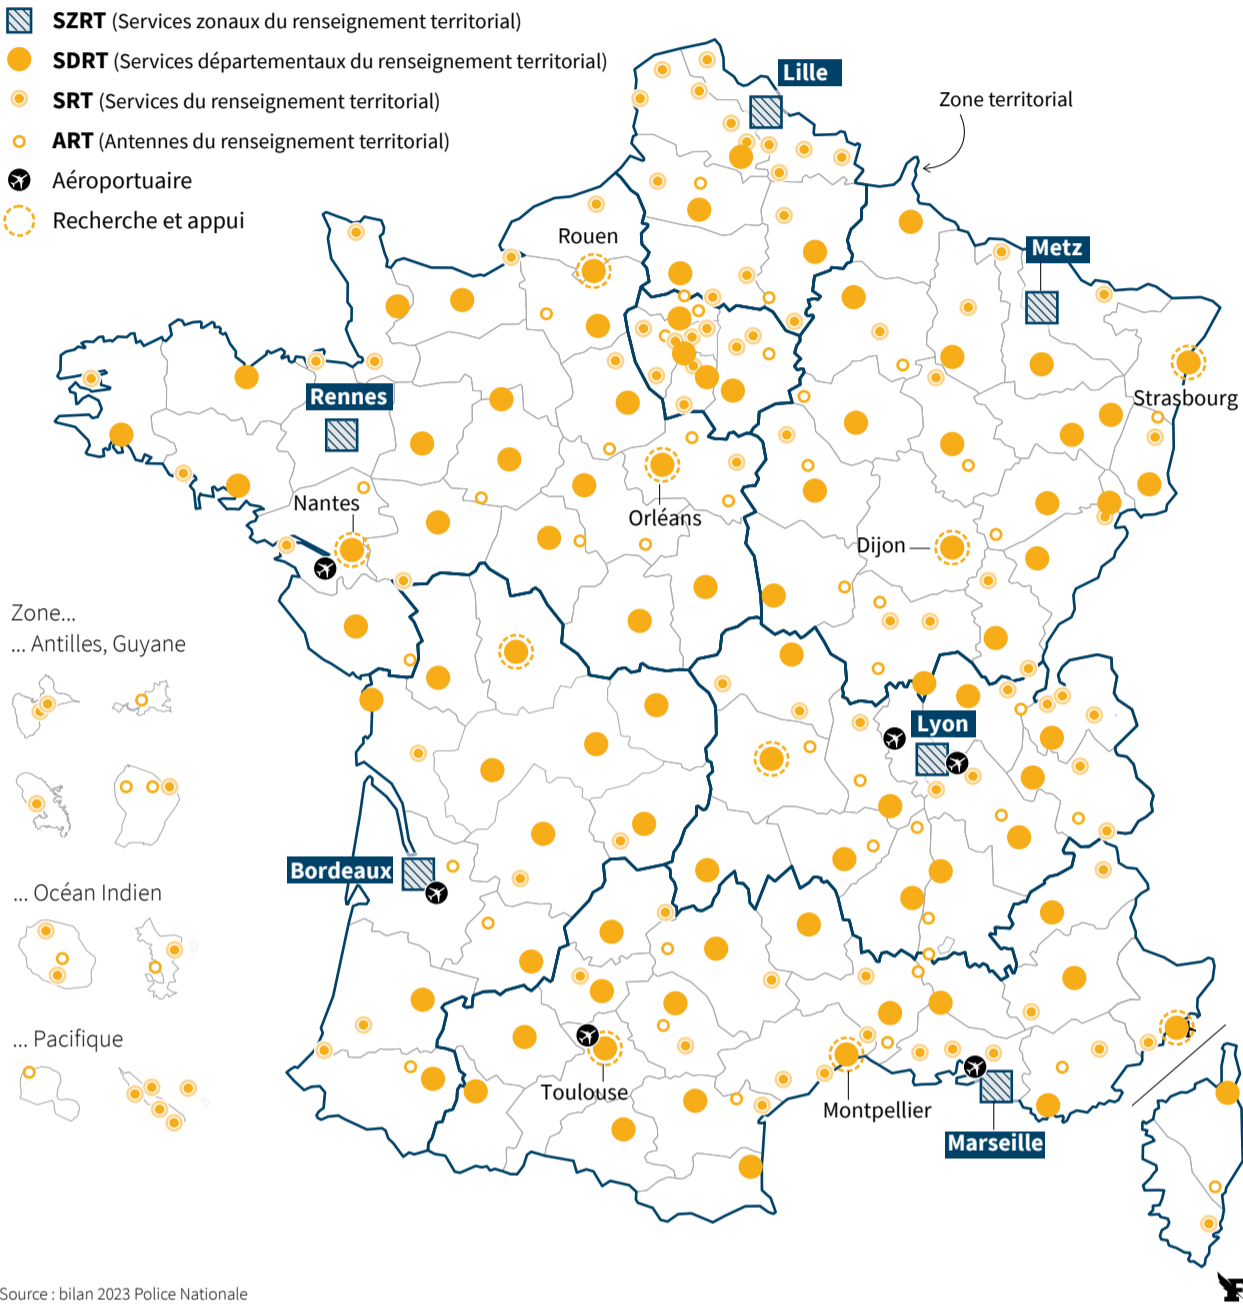 SZRT (Services zonaux du renseignement territorial)
SDRT (Services départementaux du renseignement territorial)
SRT (Services du renseignement territorial)
ART (Antennes du renseignement territorial)
Aéroportuaire
Recherche et appui
Lille
Zone territorial
Rouen
Metz
Strasbourg
Rennes
Nantes
Orléans
Dijon
Zone...
... Antilles, Guyane
Lyon
Bordeaux
... Océan Indien
... Pacifique
Toulouse
Montpellier
Marseille
Source : bilan 2023 Police Nationale
F